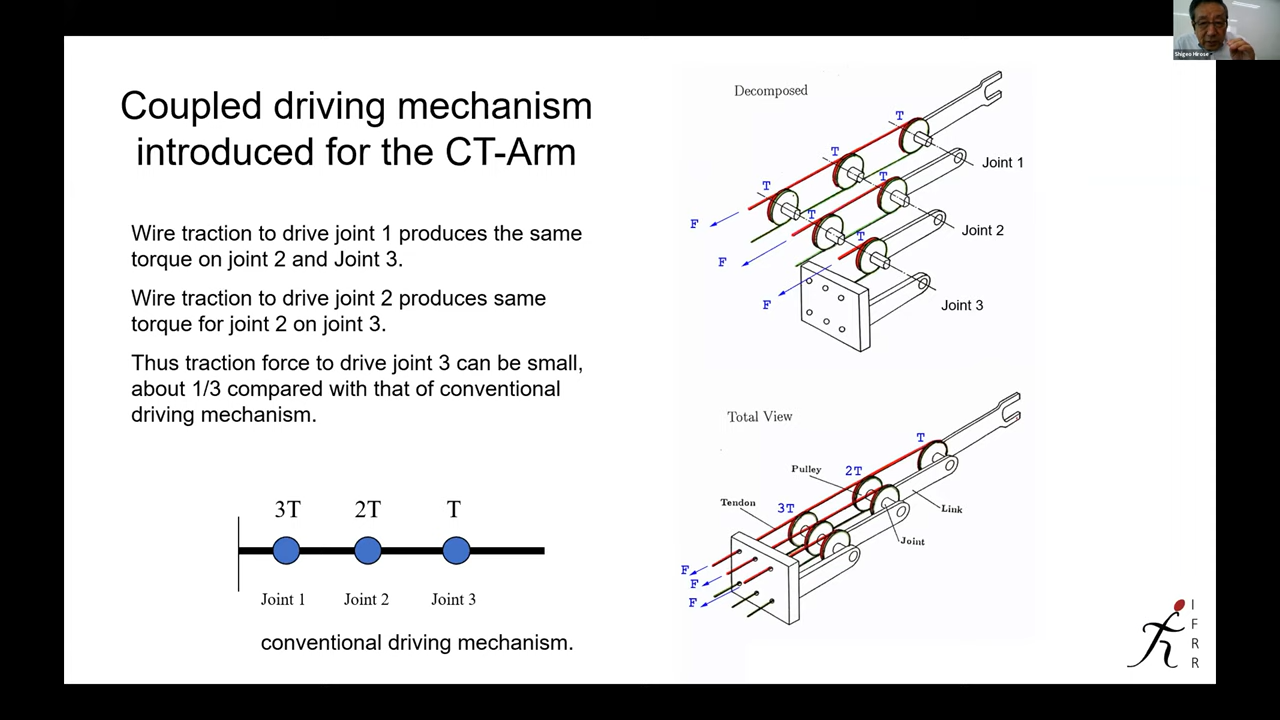 Coupled driving mechanism
introduced for the CT-Arm
Wire traction to drive joint 1 produces the same
torque on joint 2 and Joint 3.
Wire traction to drive joint 2 produces same
torque for joint 2 on joint 3.
Thus traction force to drive joint 3 can be small,
about 1/3 compared with that of conventional
driving mechanism.
3T 2T T
Joint 1 Joint 2 Joint 3
conventional driving mechanism.
Decomposed
T
T
T
T
T
T
F
F
F
Joint 1
Joint 2
Joint 3
Total View
T
2T
3T
Pulley
Tendon
Link
Joint
F
F
F
Shigeo Hirose
I
F
R
R